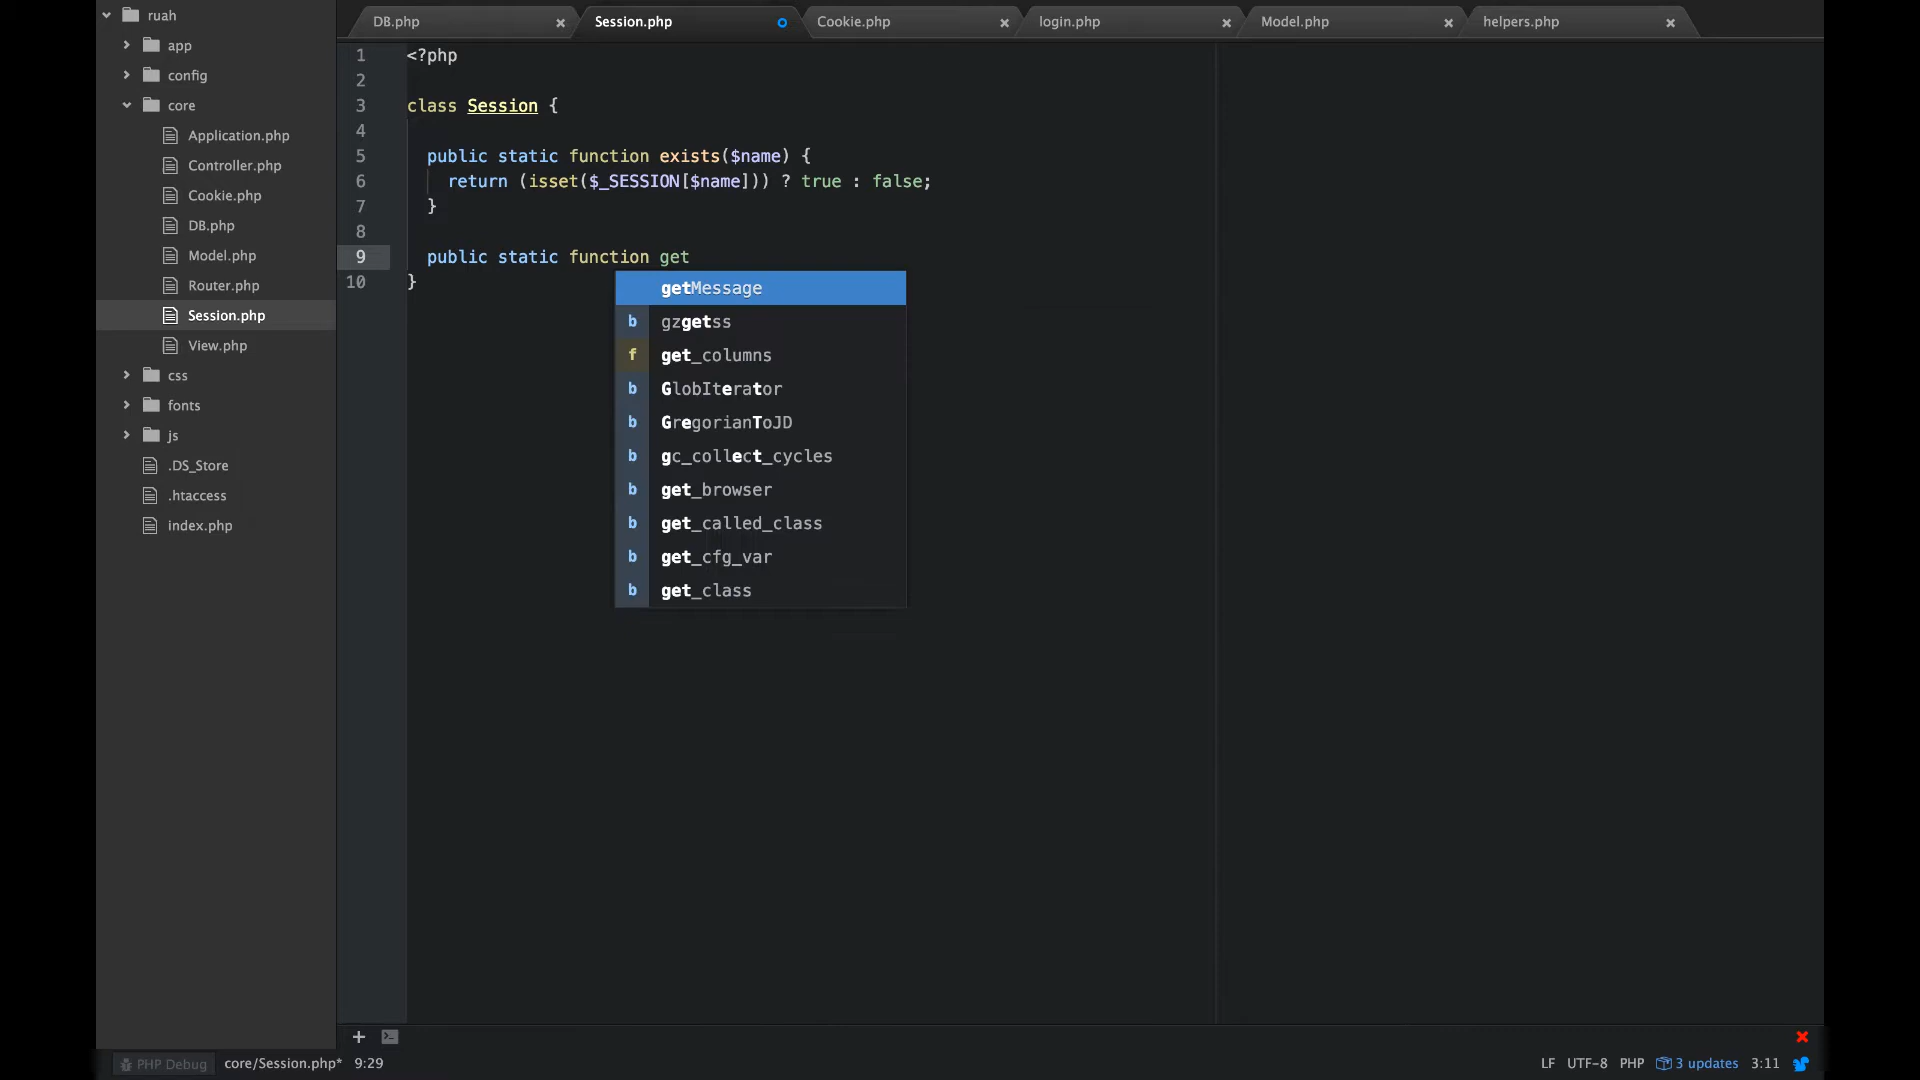 ruah
app
config
core
Application.php
Controller.php
Cookie.php
DB.php
Model.php
Router.php
Session.php
View.php
css
fonts
js
.DS_Store
.htaccess
index.php
DB.php × Session.php Cookie.php × login.php × Model.php × helpers.php ×
1 <?php
2
3 class Session {
4
5 public static function exists($name) {
6 return (isset($_SESSION[$name])) ? true : false;
7 }
8
9 public static function get
10 }
getMessage
b gzgetss
f get_columns
b GlobIterator
b GregorianToJD
b gc_collect_cycles
b get_browser
b get_called_class
b get_cfg_var
b get_class
PHP Debug core/Session.php* 9:29 LF UTF-8 PHP 3 updates 3:11